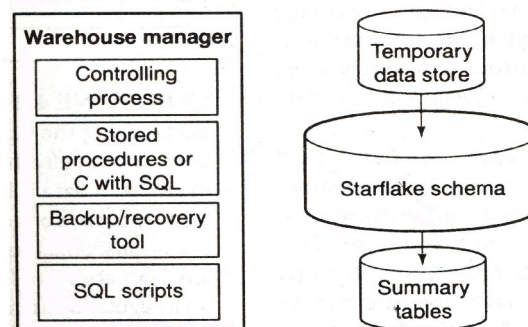 Warehouse manager
Controlling
process
Stored
procedures or
C with SQL
Backup/recovery
tool
SQL scripts
Temporary
data store
Starflake schema
Summary
tables